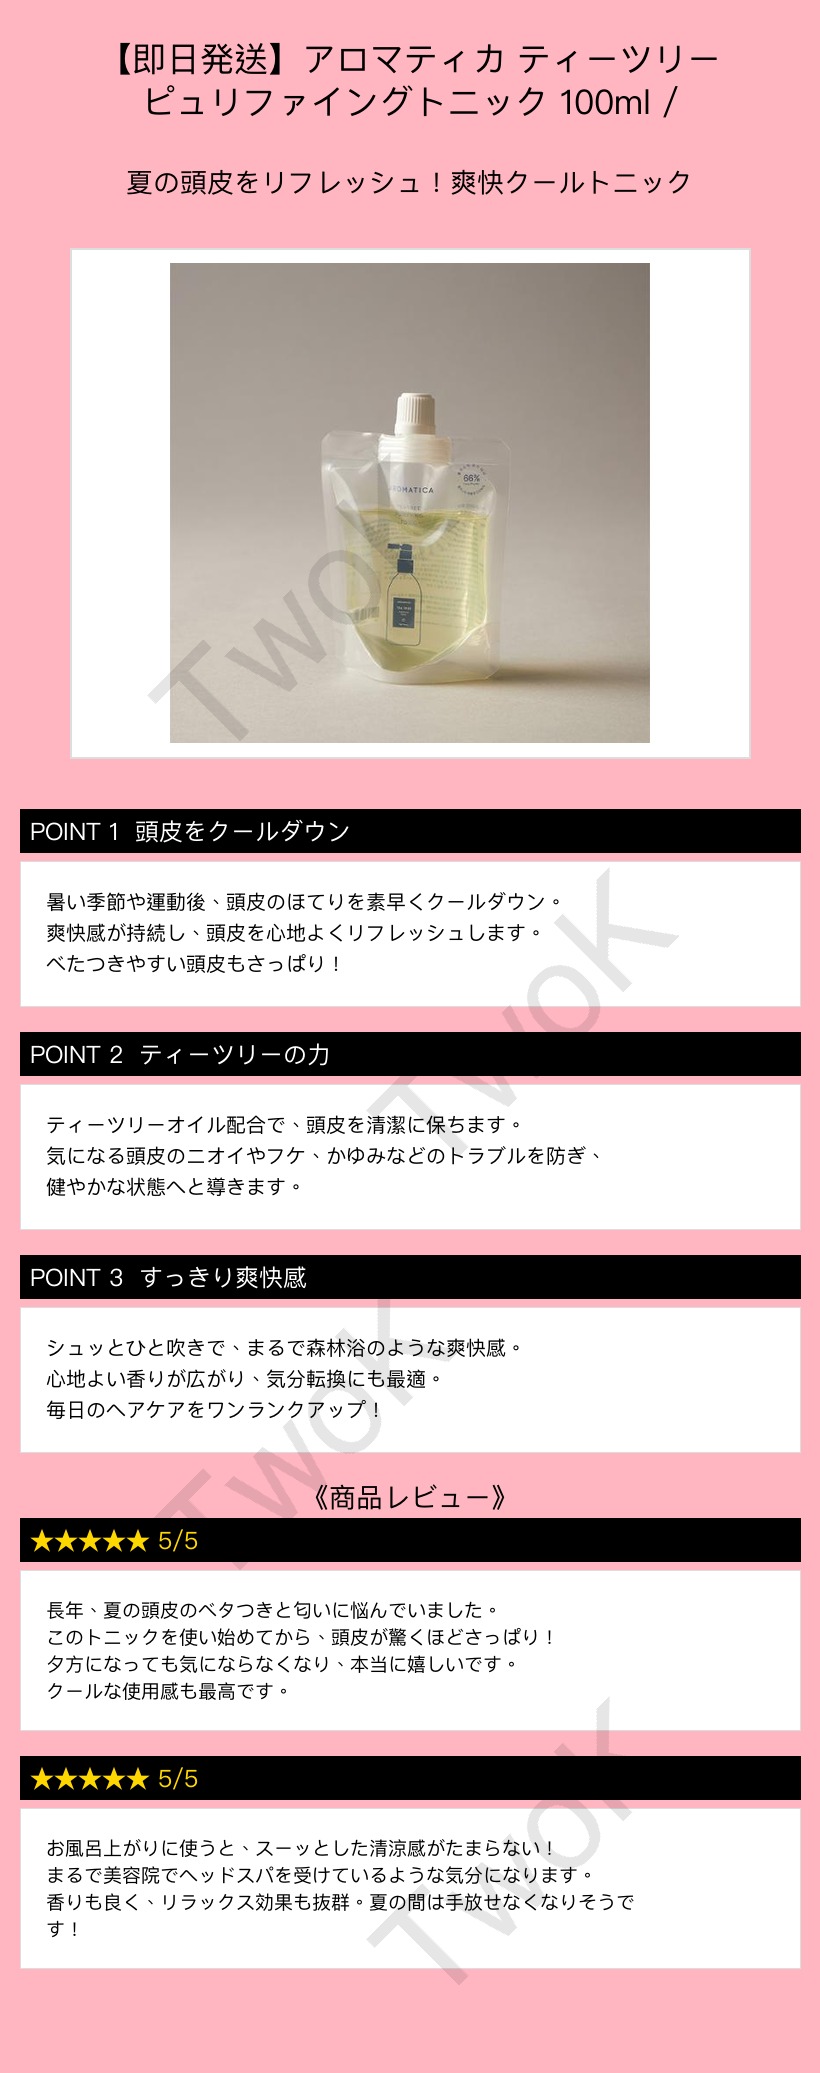 【即日発送】アロマティカ ティーツリー
ピュリファイングトニック 100ml /
夏の頭皮をリフレッシュ！爽快クールトニック
66%
AROMATICA
TwoK
POINT 1 頭皮をクールダウン
暑い季節や運動後、頭皮のほてりを素早くクールダウン。
爽快感が持続し、頭皮を心地よくリフレッシュします。
べたつきやすい頭皮もさっぱり！
TwoK
POINT 2 ティーツリーの力
ティーツリーオイル配合で、頭皮を清潔に保ちます。
気になる頭皮のニオイやフケ、かゆみなどのトラブルを防ぎ、
健やかな状態へと導きます。
POINT 3 すっきり爽快感
シュッとひと吹きで、まるで森林浴のような爽快感。
心地よい香りが広がり、気分転換にも最適。
毎日のヘアケアをワンランクアップ！
TwoK
《商品レビュー》
★★★★★ 5/5
長年、夏の頭皮のベタつきと匂いに悩んでいました。
このトニックを使い始めてから、頭皮が驚くほどさっぱり！
夕方になっても気にならなくなり、本当に嬉しいです。
クールな使用感も最高です。
★★★★★ 5/5
お風呂上がりに使うと、スーッとした清涼感がたまらない！
まるで美容院でヘッドスパを受けているような気分になります。
香りも良く、リラックス効果も抜群。夏の間は手放せなくなりそうで
す！
TwoK